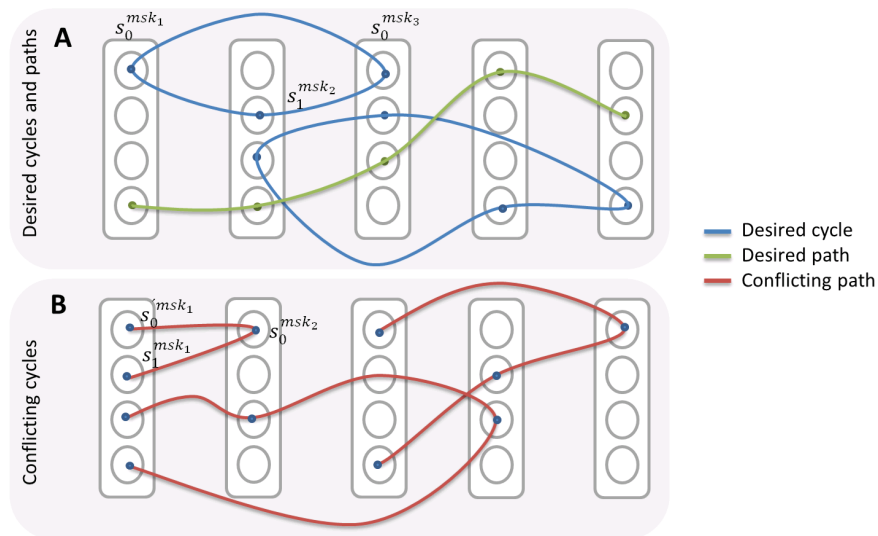 A
Desired cycles and paths
s_0^{msk_1}
s_0^{msk_3}
s_1^{msk_2}
Desired cycle
Desired path
Conflicting path
B
Conflicting cycles
s_0^{msk_1}
s_0^{msk_2}
s_1^{msk_1}